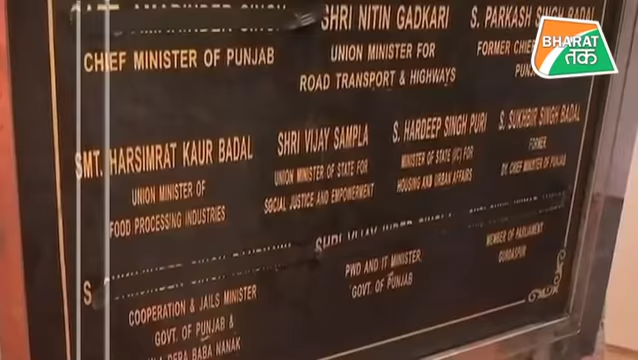 SHRI NITIN GADKARI
S. PARKASH SINGH BADAL
CHIEF MINISTER OF PUNJAB
UNION MINISTER FOR
ROAD TRANSPORT & HIGHWAYS
FORMER
BHARAT
तक
SMT. HARSIMRAT KAUR BADAL
UNION MINISTER OF
FOOD PROCESSING INDUSTRIES
SHRI VIJAY SAMPLA
UNION MINISTER OF STATE FOR
SOCIAL JUSTICE AND EMPOWERMENT
S. HARDEEP SINGH PURI
MINISTER OF STATE (IC) FOR
HOUSING AND URBAN AFFAIRS
S. SUKHBIR SINGH BADAL
FORMER
DY. CHIEF MINISTER OF PUNJAB
COOPERATION & JAILS MINISTER
GOVT. OF PUNJAB &
DERA BABA NANAK
SHRI VIJAY
PWD AND IT MINISTER,
GOVT. OF PUNJAB
MEMBER OF PARLIAMENT
GURDASPUR